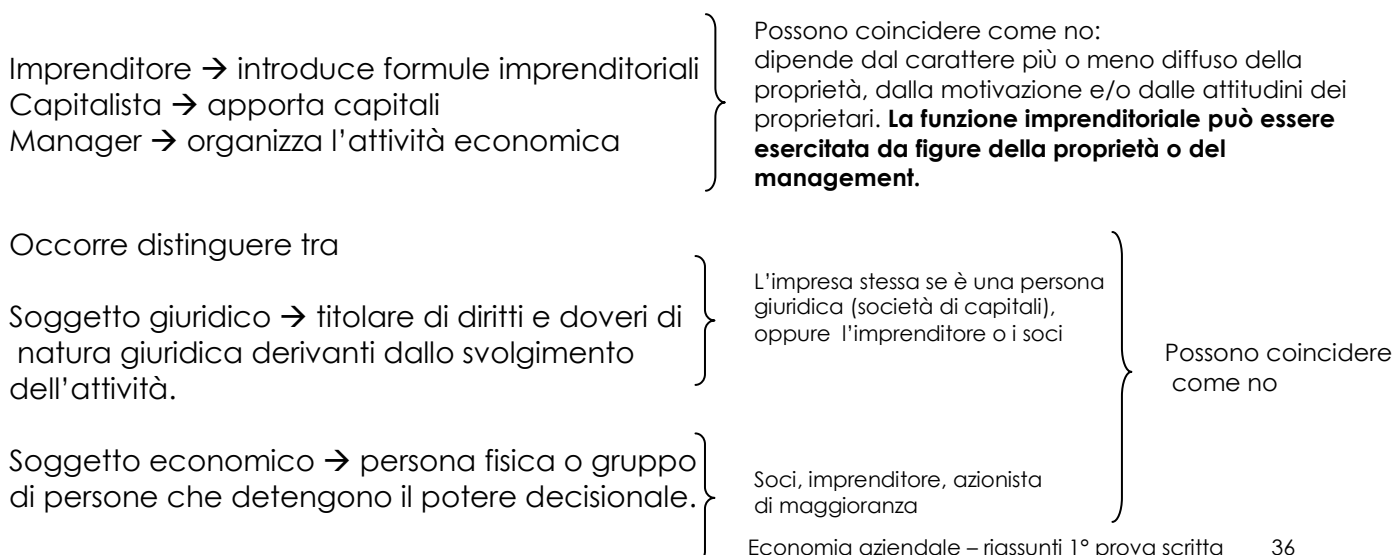 Imprenditore → introduce formule imprenditoriali
Capitalista → apporta capitali
Manager → organizza l'attività economica
Possono coincidere come no:
dipende dal carattere più o meno diffuso della
proprietà, dalla motivazione e/o dalle attitudini dei
proprietari. La funzione imprenditoriale può essere
esercitata da figure della proprietà o del
management.
Occorre distinguere tra
Soggetto giuridico → titolare di diritti e doveri di
natura giuridica derivanti dallo svolgimento
dell'attività.
L'impresa stessa se è una persona
giuridica (società di capitali),
oppure l'imprenditore o i soci
Soggetto economico → persona fisica o gruppo
di persone che detengono il potere decisionale.
Soci, imprenditore, azionista
di maggioranza
Possono coincidere
come no
Economia aziendale – riassunti 1° prova scritta 36